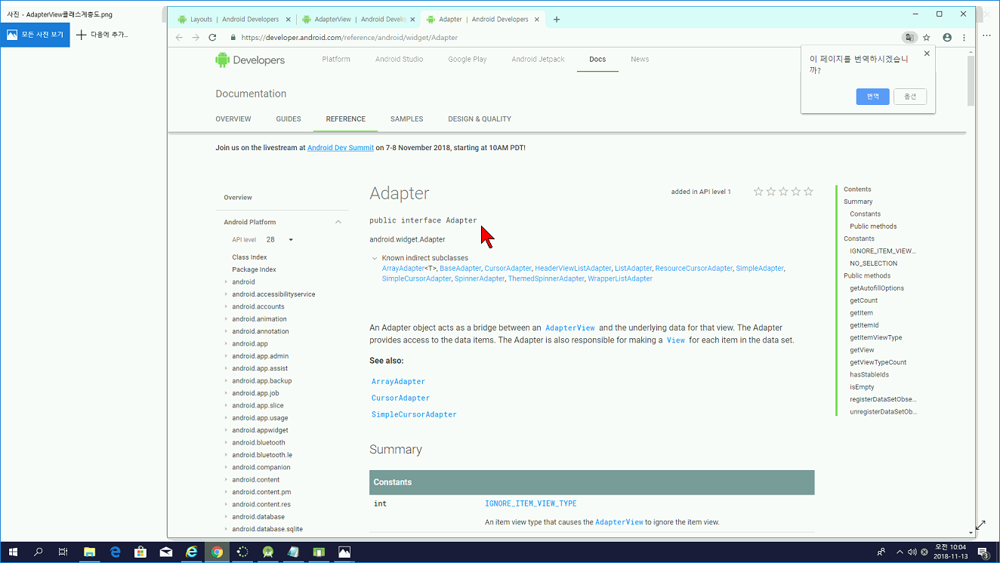 사진 - AdapterView클래스계층도.png
모든 사진 보기
다음에 추가...
Layouts | Android Developers
AdapterView | Android Develo
Adapter | Android Developers
https://developer.android.com/reference/android/widget/Adapter
이 페이지를 번역하시겠습니
까?
번역
옵션
Developers
Platform
Android Studio
Google Play
Android Jetpack
Docs
News
Documentation
OVERVIEW
GUIDES
REFERENCE
SAMPLES
DESIGN & QUALITY
Join us on the livestream at Android Dev Summit on 7-8 November 2018, starting at 10AM PDT!
Overview
Android Platform
API level 28
Class Index
Package Index
android
android.accessibilityservice
android.accounts
android.animation
android.annotation
android.app
android.app.admin
android.app.assist
android.app.backup
android.app.job
android.app.slice
android.app.usage
android.appwidget
android.bluetooth
android.bluetooth.le
android.companion
android.content
android.content.pm
android.content.res
android.database
android.database.sqlite
Adapter
added in API level 1
public interface Adapter
android.widget.Adapter
Known indirect subclasses
ArrayAdapter<T>, BaseAdapter, CursorAdapter, HeaderViewListAdapter, ListAdapter, ResourceCursorAdapter, SimpleAdapter,
SimpleCursorAdapter, SpinnerAdapter, ThemedSpinnerAdapter, WrapperListAdapter
An Adapter object acts as a bridge between an AdapterView and the underlying data for that view. The Adapter
provides access to the data items. The Adapter is also responsible for making a View for each item in the data set.
See also:
ArrayAdapter
CursorAdapter
SimpleCursorAdapter
Summary
Constants
int
IGNORE_ITEM_VIEW_TYPE
An item view type that causes the AdapterView to ignore the item view.
Contents
Summary
Constants
Public methods
Constants
IGNORE_ITEM_VIEW...
NO_SELECTION
Public methods
getAutofillOptions
getCount
getItem
getItemId
getItemViewType
getView
getViewTypeCount
hasStableIds
isEmpty
registerDataSetObse...
unregisterDataSetOb...
오전 10:04
2018-11-13
3